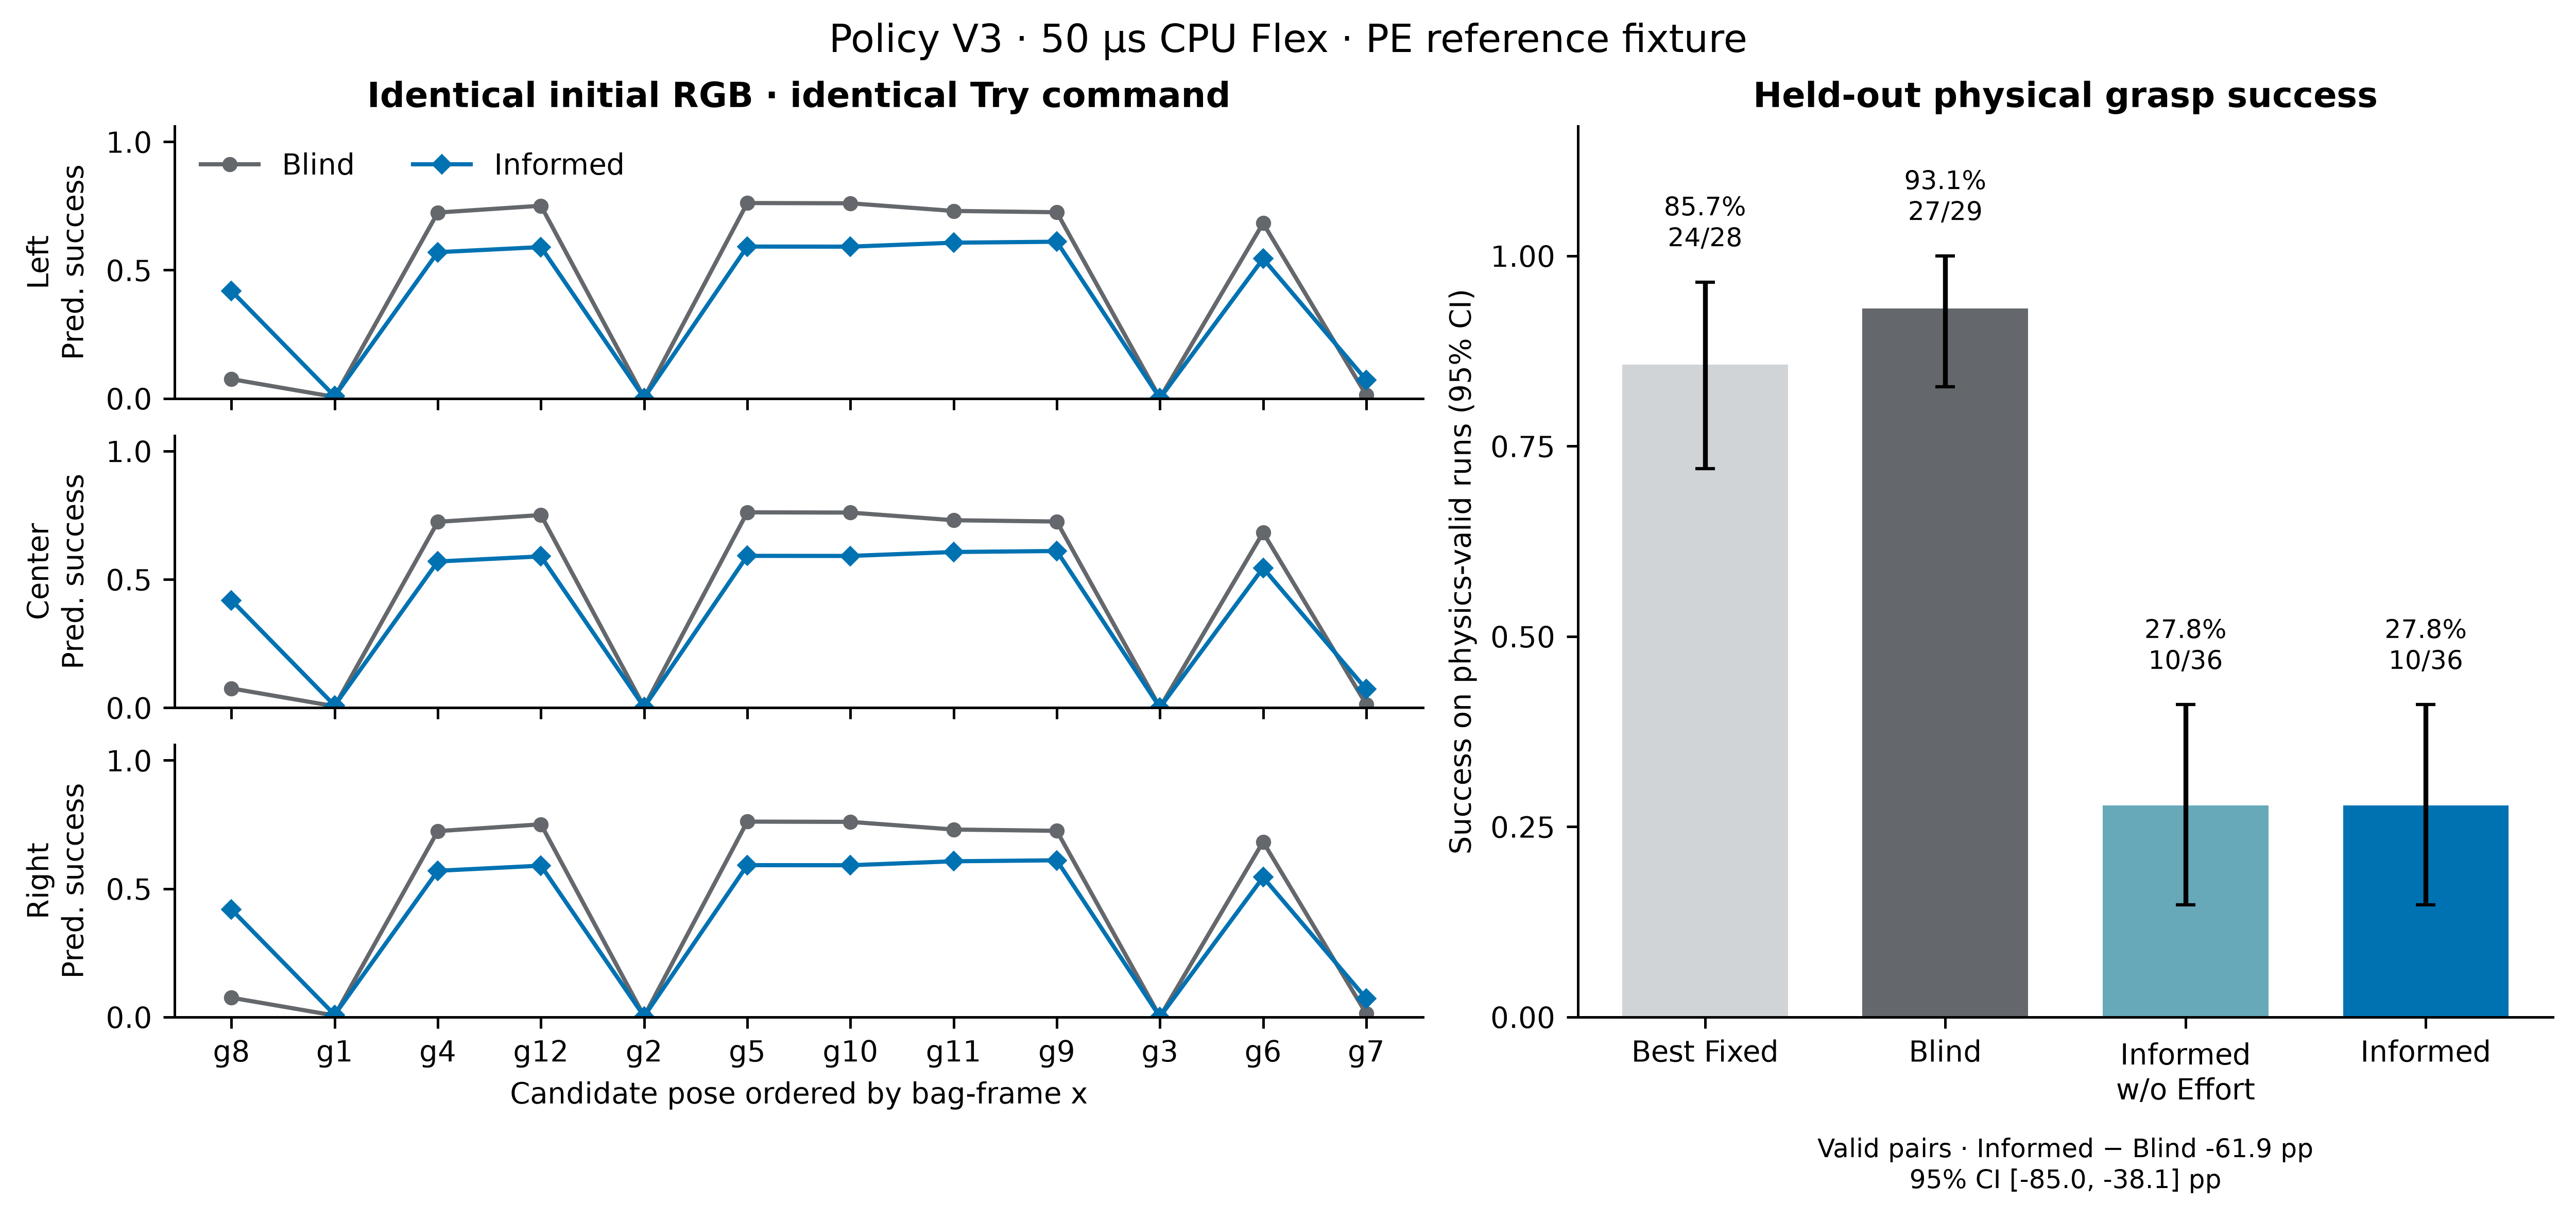 Policy V3 · 50 µs CPU Flex · PE reference fixture
Identical initial RGB · identical Try command
Blind
Informed
Left
Pred. success
1.0
0.5
0.0
Center
Pred. success
1.0
0.5
0.0
Right
Pred. success
1.0
0.5
0.0
g8 g1 g4 g12 g2 g5 g10 g11 g9 g3 g6 g7
Candidate pose ordered by bag-frame x
Held-out physical grasp success
Success on physics-valid runs (95% CI)
1.00
0.75
0.50
0.25
0.00
85.7%
24/28
93.1%
27/29
27.8%
10/36
27.8%
10/36
Best Fixed
Blind
Informed
w/o Effort
Informed
Valid pairs · Informed − Blind -61.9 pp
95% CI [-85.0, -38.1] pp